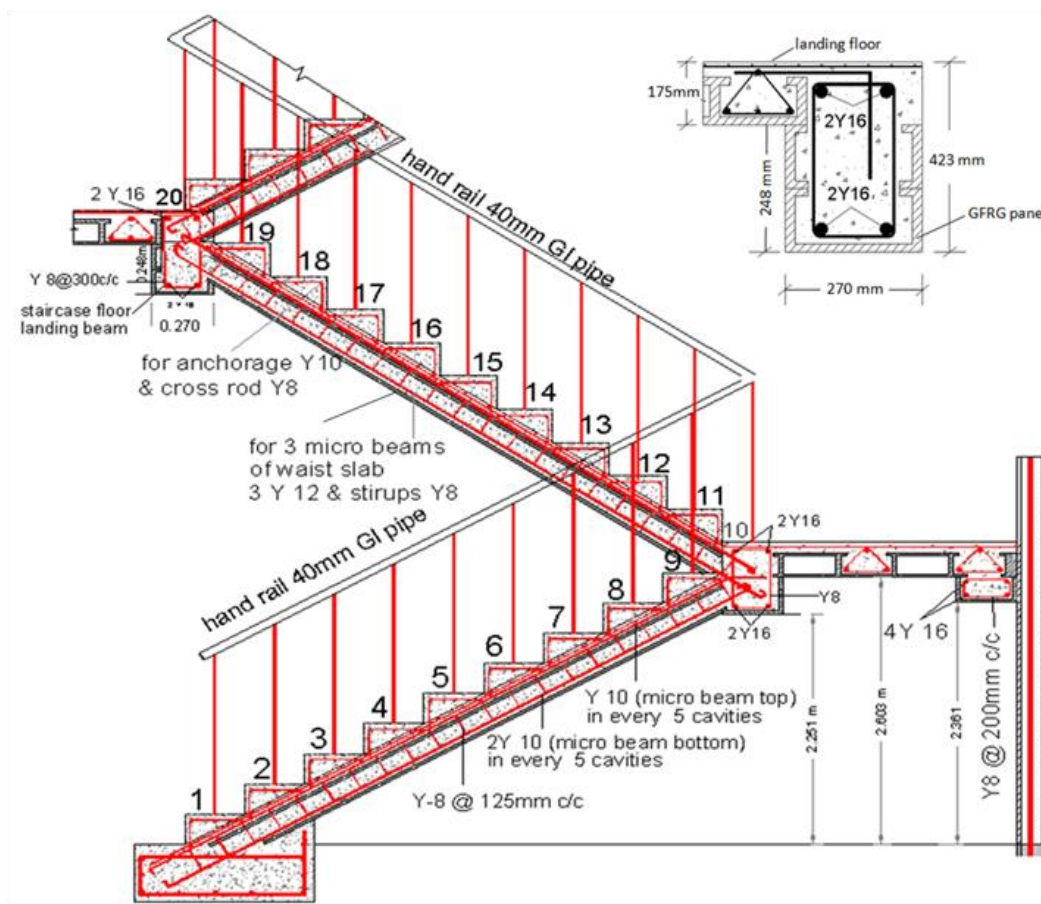 landing floor
175mm
2Y16
2Y16
248 mm
423 mm
GFRG pane
270 mm
hand rail 40mm GI pipe
2 Y 16
20
19
18
17
16
15
14
13
12
11
10
Y 8@300c/c
0.248m
staircase floor
landing beam
0.270
for anchorage Y10
& cross rod Y8
for 3 micro beams
of waist slab
3 Y 12 & stirups Y8
hand rail 40mm GI pipe
2Y16
9
8
7
6
5
4
3
2
1
Y8
2Y16
4Y 16
Y8 @ 200mm c/c
Y 10 (micro beam top)
in every 5 cavities
2Y 10 (micro beam bottom)
in every 5 cavities
Y-8 @ 125mm c/c
2.251 m
2.603 m
2.361